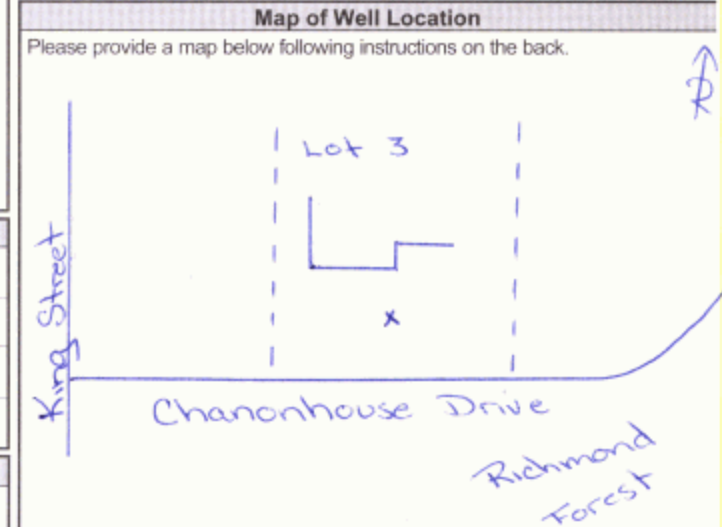 Map of Well Location
Please provide a map below following instructions on the back.
Lot 3
x
King Street
Chanonhouse Drive
Richmond
Forest